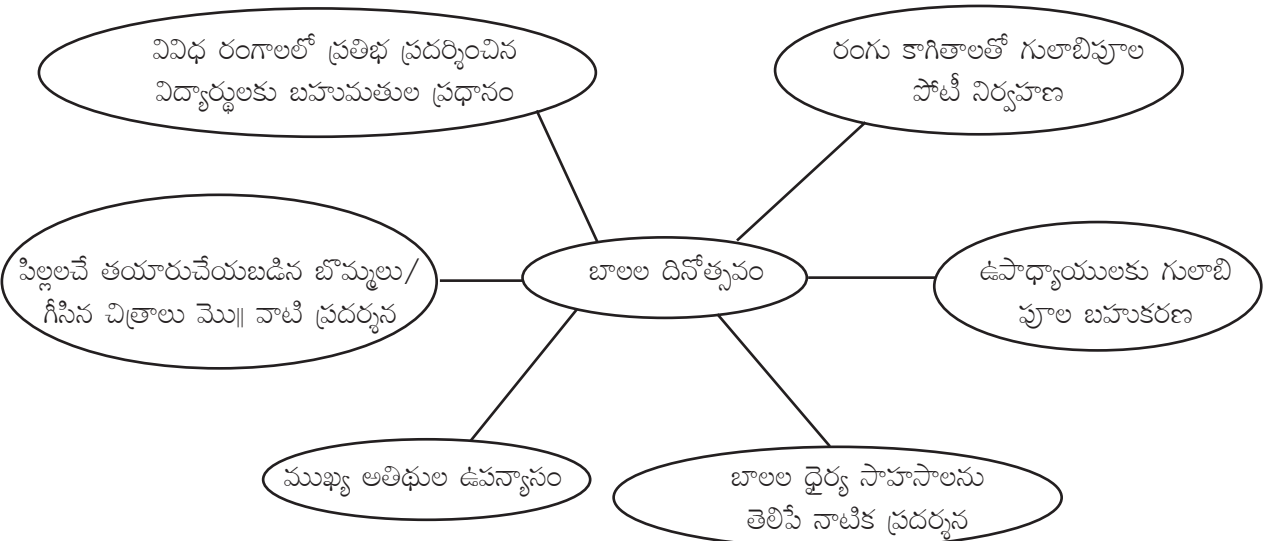 వివిధ రంగాలలో ప్రతిభ ప్రదర్శించిన
విద్యార్థులకు బహుమతుల ప్రధానం
రంగు కాగితాలతో గులాబిపూల
పోటీ నిర్వహణ
పిల్లలచే తయారుచేయబడిన బొమ్మలు/
గీసిన చిత్రాలు మొ॥ వాటి ప్రదర్శన
బాలల దినోత్సవం
ఉపాధ్యాయులకు గులాబి
పూల బహుకరణ
ముఖ్య అతిథుల ఉపన్యాసం
బాలల ధైర్య సాహసాలను
తెలిపే నాటిక ప్రదర్శన